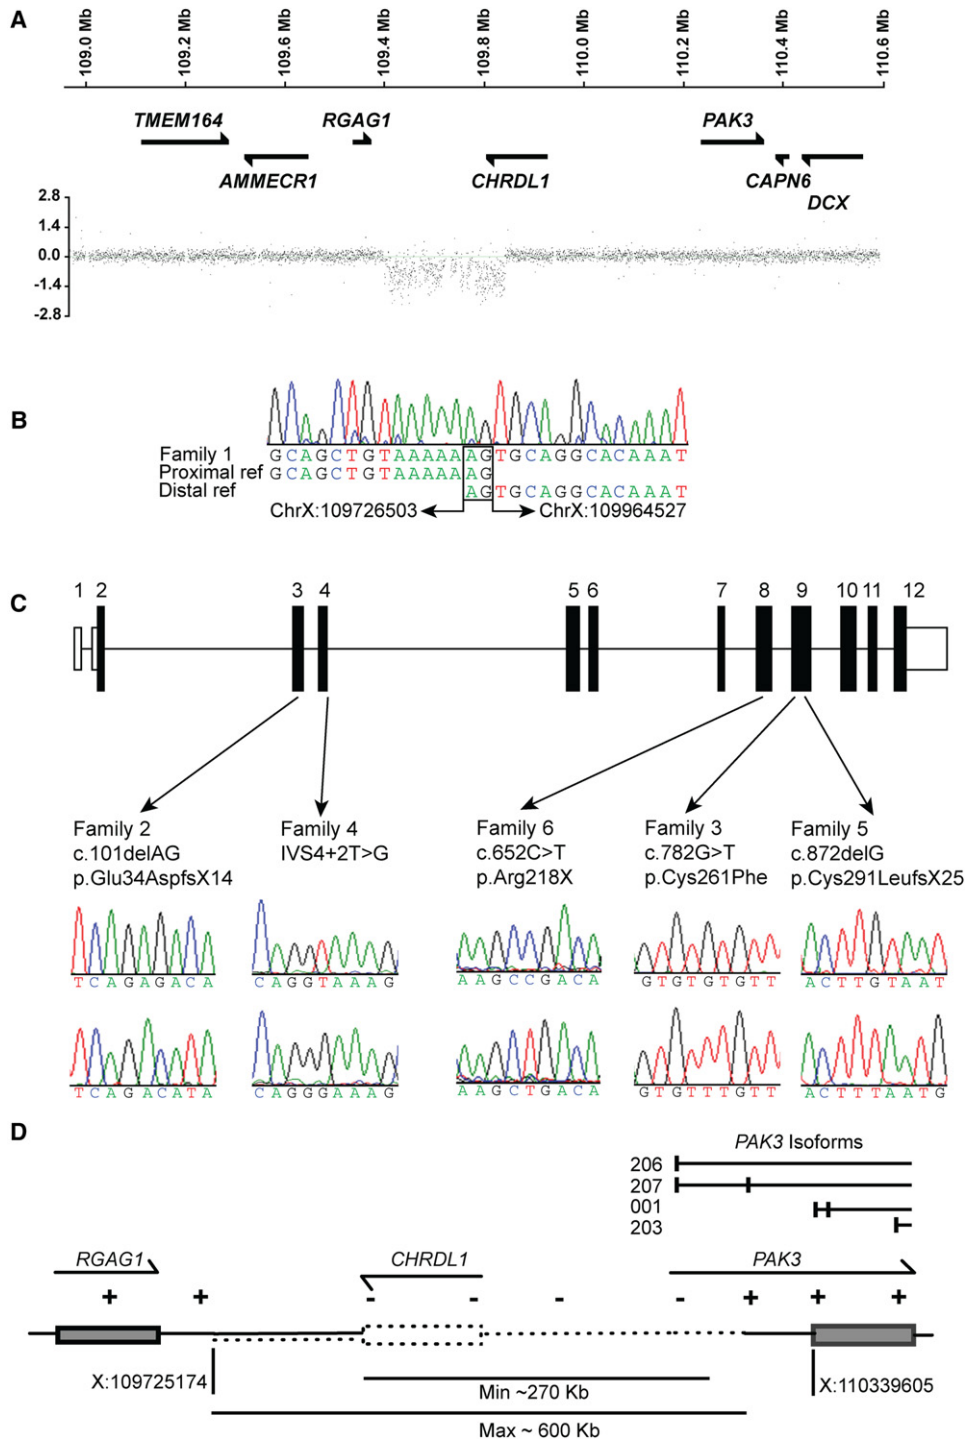 A
109.0 Mb 109.2 Mb 109.6 Mb 109.4 Mb 109.8 Mb 110.0 Mb 110.2 Mb 110.4 Mb 110.6 Mb
TMEM164 RGAG1 PAK3
AMMECR1 CHRDL1 CAPN6
DCX
2.8
1.4
0.0
-1.4
-2.8
B
Family 1 GCAGCTGTAAAAAAGTGCAGGCACAAAT
Proximal ref GCAGCTGTAAAAAAG
Distal ref AGTGCAGGCACAAAT
ChrX:109726503 ChrX:109964527
C
1 2 3 4 5 6 7 8 9 10 11 12
Family 2 Family 4 Family 6 Family 3 Family 5
c.101delAG IVS4+2T>G c.652C>T c.782G>T c.872delG
p.Glu34AspfsX14 p.Arg218X p.Cys261Phe p.Cys291LeufsX25
TCAGAGACA CAGGTAAAG AAGCCGACA GTGTGTGTT ACTTGTAAT
TCAGACATA CAGGGAAAG AAGCTGACA GTGTTTGTT ACTTTAATG
D
PAK3 Isoforms
206
207
001
203
RGAG1 CHRDL1 PAK3
+ + - - - - + + +
X:109725174 X:110339605
Min ~270 Kb
Max ~ 600 Kb